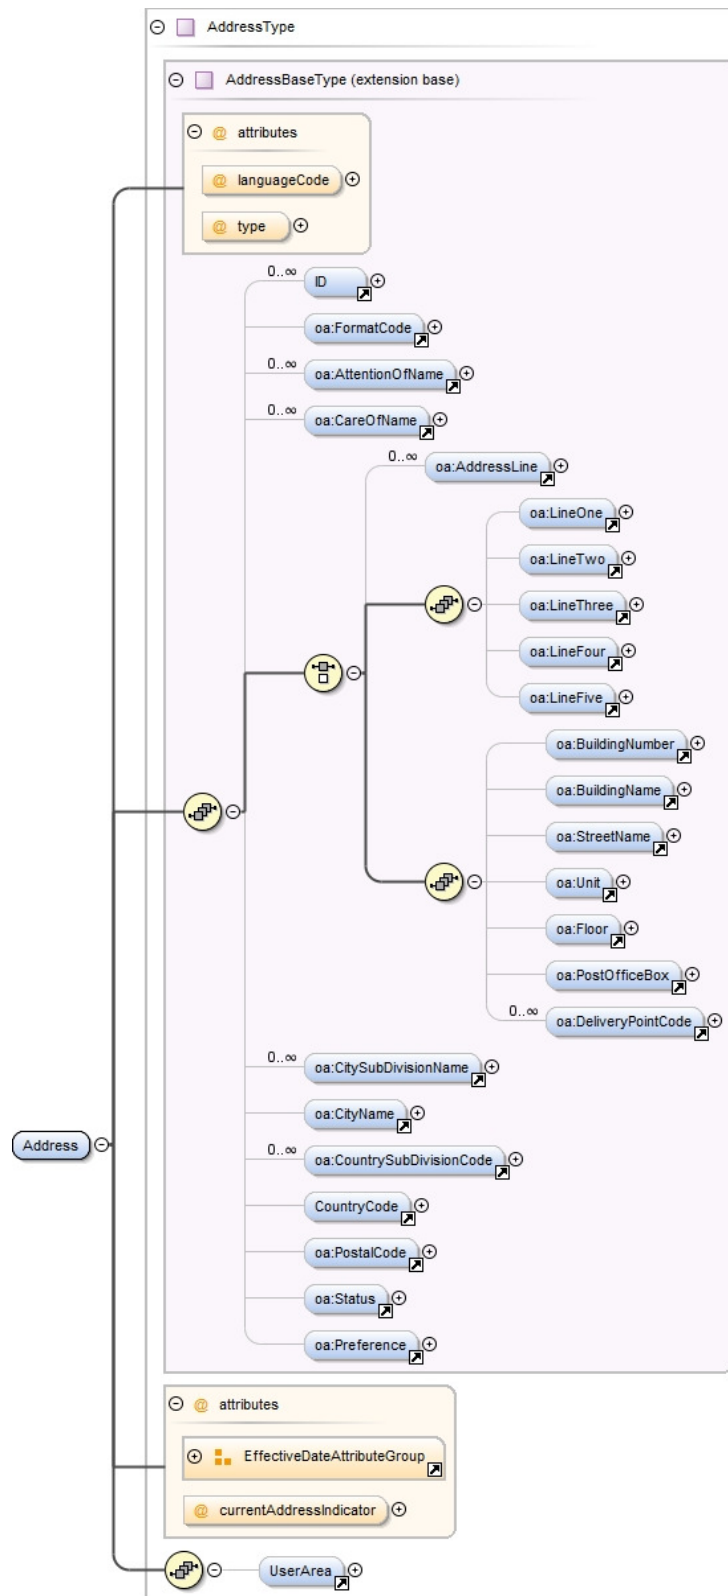 AddressType
AddressBaseType (extension base)
@ attributes
@ languageCode
@ type
0..∞
ID
oa:FormatCode
0..∞
oa:AttentionOfName
0..∞
oa:CareOfName
0..∞
oa:AddressLine
oa:LineOne
oa:LineTwo
oa:LineThree
oa:LineFour
oa:LineFive
oa:BuildingNumber
oa:BuildingName
oa:StreetName
oa:Unit
oa:Floor
oa:PostOfficeBox
0..∞
oa:DeliveryPointCode
0..∞
oa:CitySubDivisionName
oa:CityName
Address
0..∞
oa:CountrySubDivisionCode
CountryCode
oa:PostalCode
oa:Status
oa:Preference
@ attributes
EffectiveDateAttributeGroup
@ currentAddressIndicator
UserArea